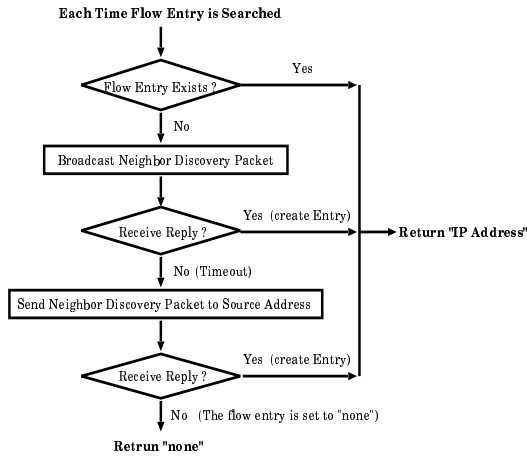 Each Time Flow Entry is Searched
Flow Entry Exists ?
Yes
No
Broadcast Neighbor Discovery Packet
Receive Reply ?
Yes (create Entry)
Return "IP Address"
No (Timeout)
Send Neighbor Discovery Packet to Source Address
Receive Reply ?
Yes (create Entry)
No (The flow entry is set to "none")
Retrun "none"